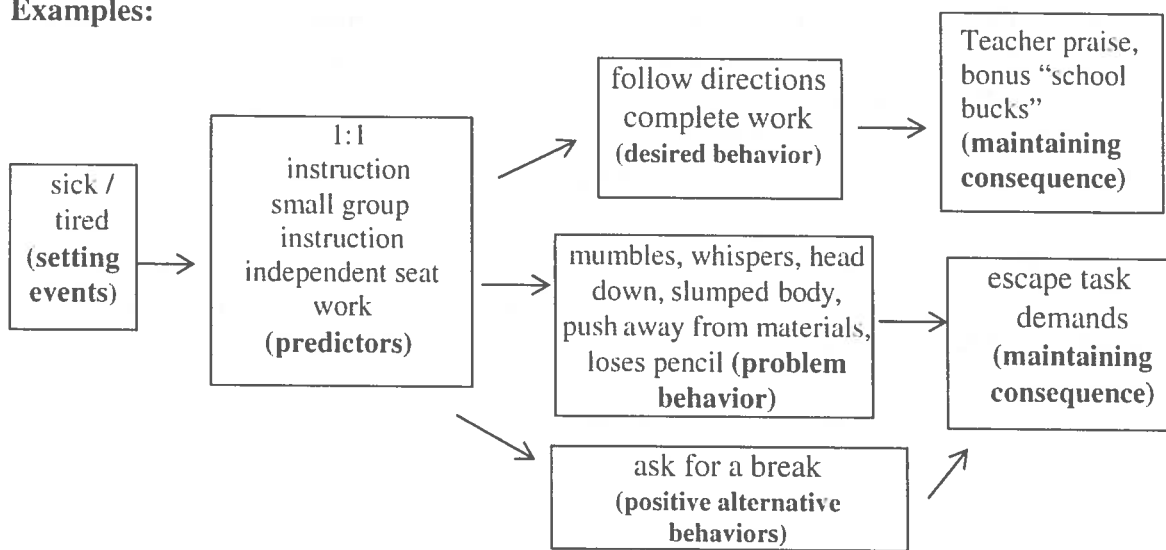 Examples:
sick /
tired
(setting
events)
1:1
instruction
small group
instruction
independent seat
work
(predictors)
follow directions
complete work
(desired behavior)
Teacher praise,
bonus “school
bucks”
(maintaining
consequence)
mumbles, whispers, head
down, slumped body,
push away from materials,
loses pencil (problem
behavior)
escape task
demands
(maintaining
consequence)
ask for a break
(positive alternative
behaviors)